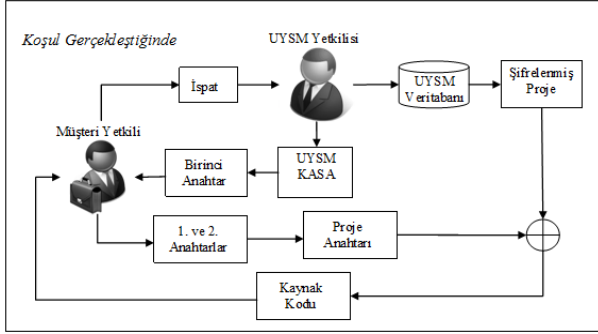 Koşul Gerçekleştiğinde
UYSM Yetkilisi
İspat
UYSM
Veritabanı
Şifrelenmiş
Proje
Müşteri Yetkili
Birinci
Anahtar
UYSM
KASA
1. ve 2.
Anahtarlar
Proje
Anahtarı
Kaynak
Kodu